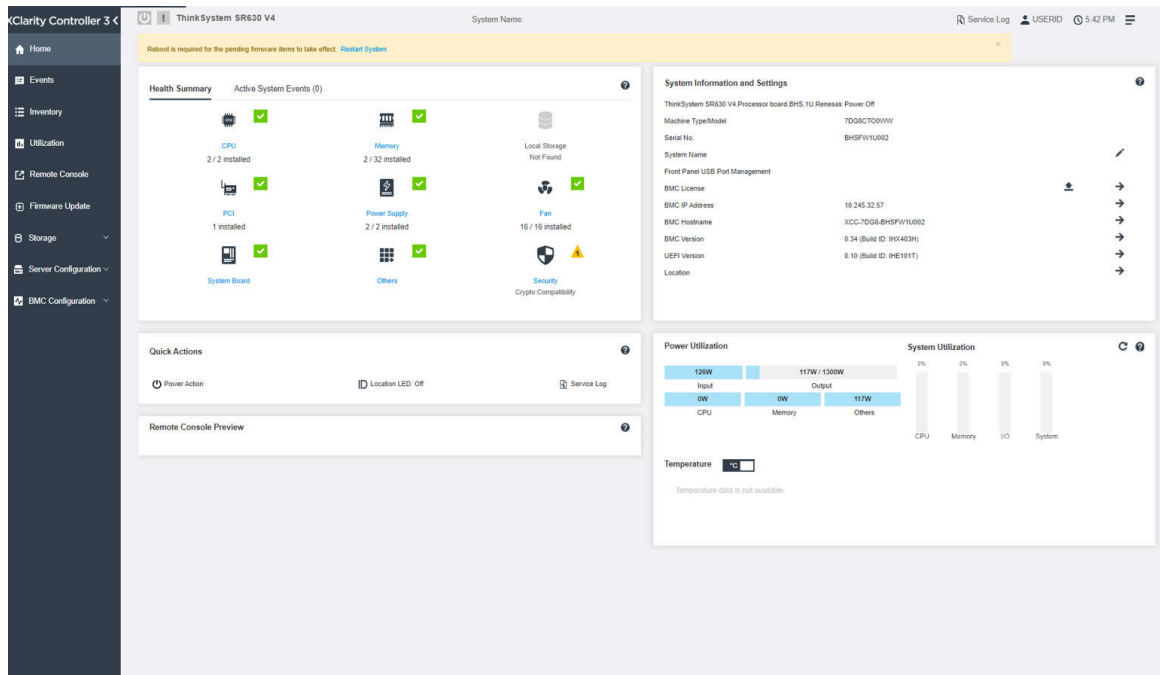 XClarity Controller 3
ThinkSystem SR630 V4
System Name:
Service Log
USERID
5:42 PM
Home
Events
Inventory
Utilization
Remote Console
Firmware Update
Storage
Server Configuration
BMC Configuration
Reboot is required for the pending firmware items to take effect. Restart System
Health Summary
Active System Events (0)
CPU
2 / 2 installed
Memory
2 / 32 installed
Local Storage
Not Found
PCI
1 installed
Power Supply
2 / 2 installed
Fan
16 / 16 installed
System Board
Others
Security
Crypto Compatibility
System Information and Settings
ThinkSystem SR630 V4,Processor board,BHS,1U,Renesas Power Off
Machine Type/Model 7DG8CTO0WW
Serial No. BHSFW1U002
System Name
Front Panel USB Port Management
BMC License
BMC IP Address 10.245.32.57
BMC Hostname XCC-7DG8-BHSFW1U002
BMC Version 0.34 (Build ID: IHX403H)
UEFI Version 0.10 (Build ID: IHE101T)
Location
Quick Actions
Power Action
Location LED: Off
Service Log
Remote Console Preview
Power Utilization
126W 117W / 1300W
Input Output
0W 0W 117W
CPU Memory Others
System Utilization
0% 0% 0% 0%
CPU Memory I/O System
Temperature °C
Temperature data is not available.